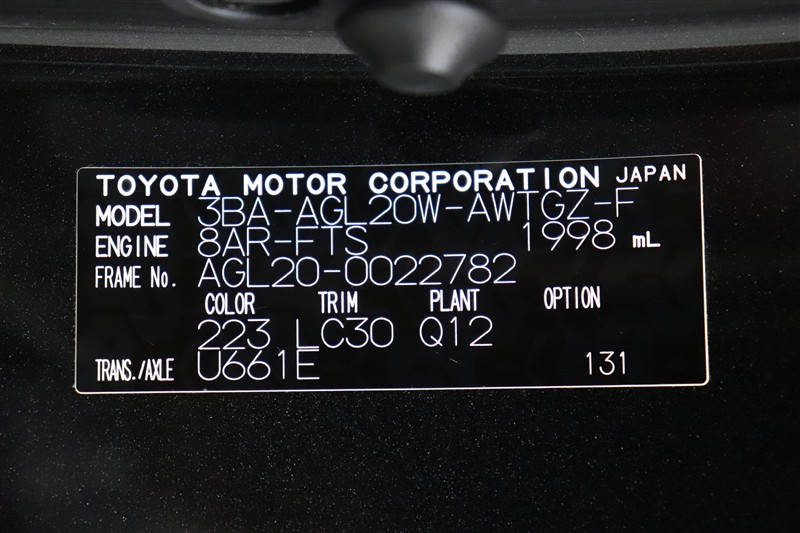 TOYOTA MOTOR CORPORATION JAPAN
MODEL 3BA-AGL20W-AWTGZ-F
ENGINE 8AR-FTS 1998 mL
FRAME No. AGL20-0022782
COLOR TRIM PLANT OPTION
223 LC30 Q12
TRANS./AXLE U661E 131